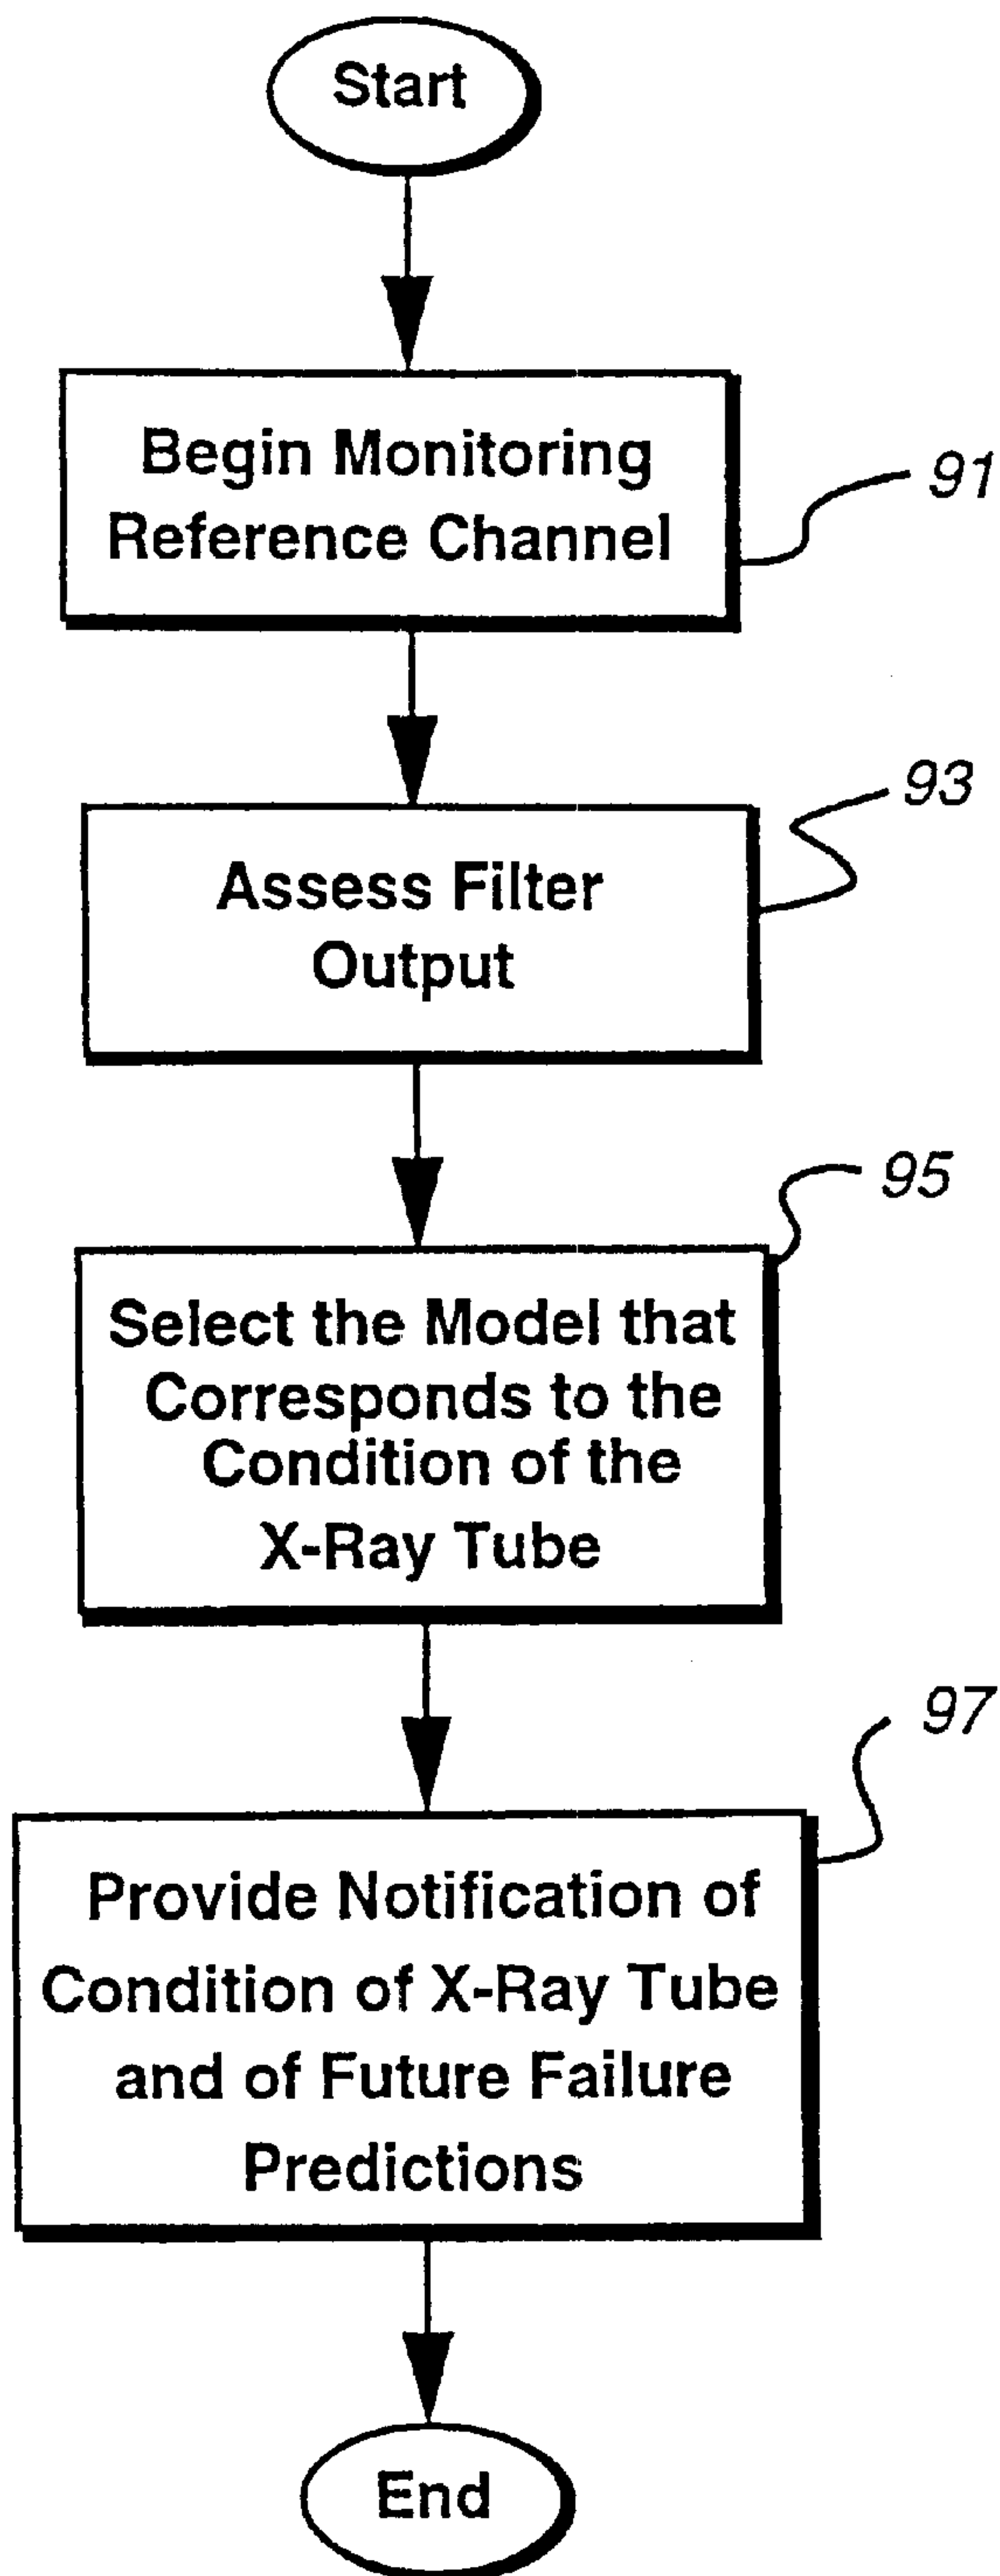 Start
Begin Monitoring
Reference Channel
91
Assess Filter
Output
93
Select the Model that
Corresponds to the
Condition of the
X-Ray Tube
95
Provide Notification of
Condition of X-Ray Tube
and of Future Failure
Predictions
97
End